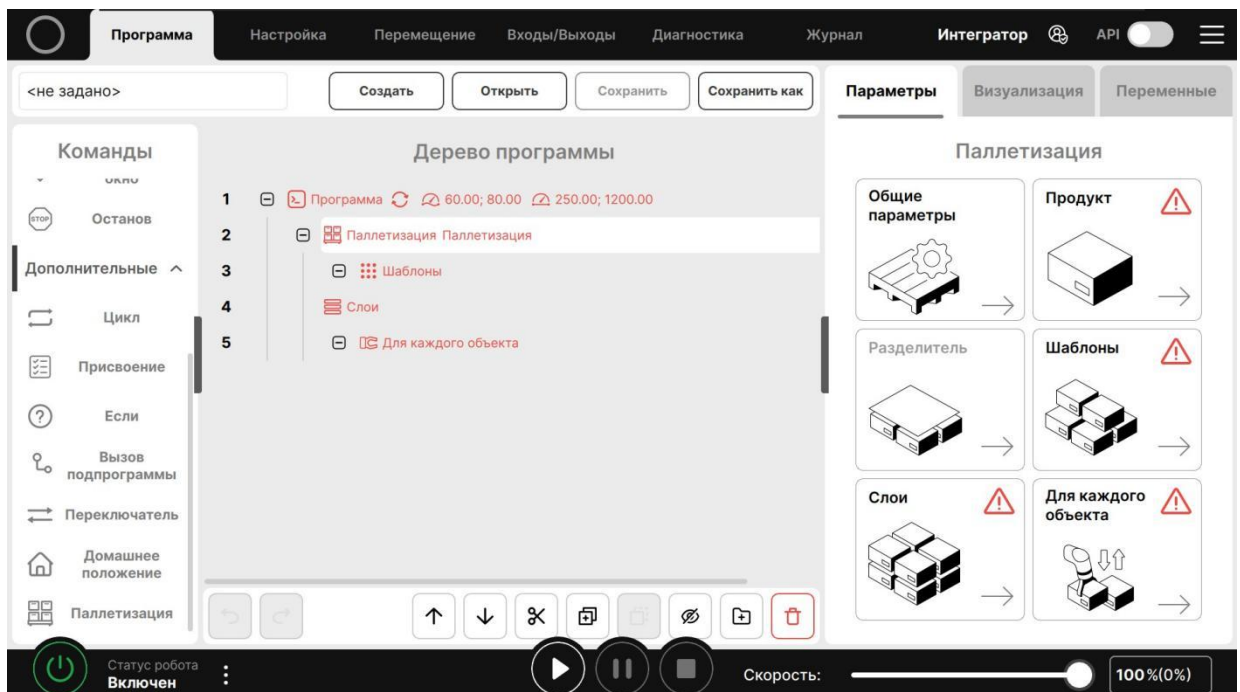 Программа
Настройка
Перемещение
Входы/Выходы
Диагностика
Журнал
Интегратор
API
<не задано>
Создать
Открыть
Сохранить
Сохранить как
Параметры
Визуализация
Переменные
Команды
окно
STOP
Останов
Дополнительные
Цикл
Присвоение
Если
Вызов
подпрограммы
Переключатель
Домашнее
положение
Паллетизация
Дерево программы
1 Программа 60.00; 80.00 250.00; 1200.00
2 Паллетизация Паллетизация
3 Шаблоны
4 Слои
5 Для каждого объекта
Паллетизация
Общие
параметры
Продукт
Разделитель
Шаблоны
Слои
Для каждого
объекта
Статус робота
Включен
Скорость:
100%(0%)